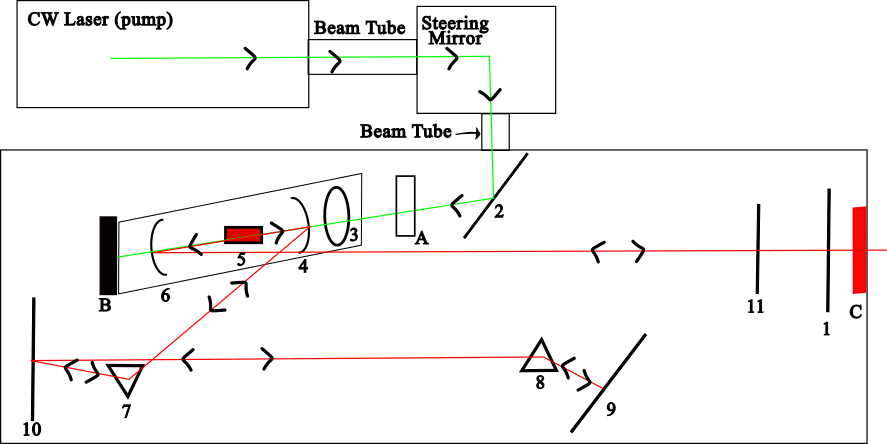 CW Laser (pump)
Beam Tube
Steering
Mirror
Beam Tube
2
A
3
4
5
6
B
11
1
C
7
8
9
10